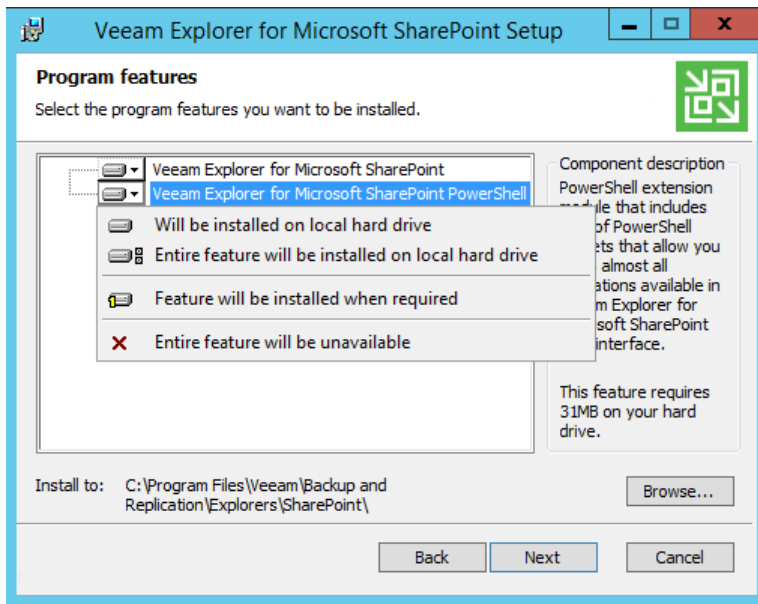 Veeam Explorer for Microsoft SharePoint Setup
Program features
Select the program features you want to be installed.
Veeam Explorer for Microsoft SharePoint
Veeam Explorer for Microsoft SharePoint PowerShell
Will be installed on local hard drive
Entire feature will be installed on local hard drive
Feature will be installed when required
Entire feature will be unavailable
Component description
PowerShell extension
that includes
of PowerShell
that allow you
almost all
available in
Explorer for
SharePoint
interface.
This feature requires
31MB on your hard
drive.
Install to:
C:\Program Files\Veeam\Backup and
Replication\Explorers\SharePoint\
Browse...
Back
Next
Cancel